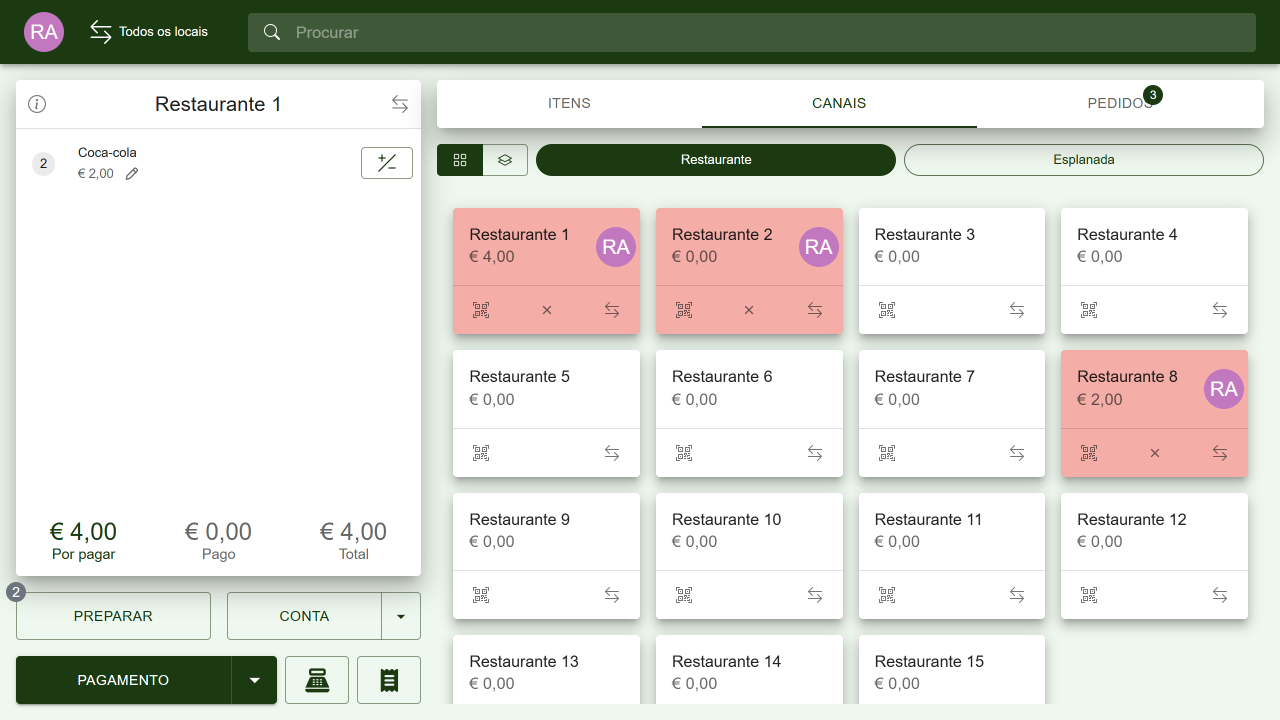 RA
Todos os locais
Procurar
Restaurante 1
2
Coca-cola
€ 2,00
€ 4,00
Por pagar
€ 0,00
Pago
€ 4,00
Total
2
PREPARAR
CONTA
PAGAMENTO
ITENS
CANAIS
PEDIDOS
3
Restaurante
Esplanada
Restaurante 1
€ 4,00
RA
Restaurante 2
€ 0,00
RA
Restaurante 3
€ 0,00
Restaurante 4
€ 0,00
Restaurante 5
€ 0,00
Restaurante 6
€ 0,00
Restaurante 7
€ 0,00
Restaurante 8
€ 2,00
RA
Restaurante 9
€ 0,00
Restaurante 10
€ 0,00
Restaurante 11
€ 0,00
Restaurante 12
€ 0,00
Restaurante 13
€ 0,00
Restaurante 14
€ 0,00
Restaurante 15
€ 0,00